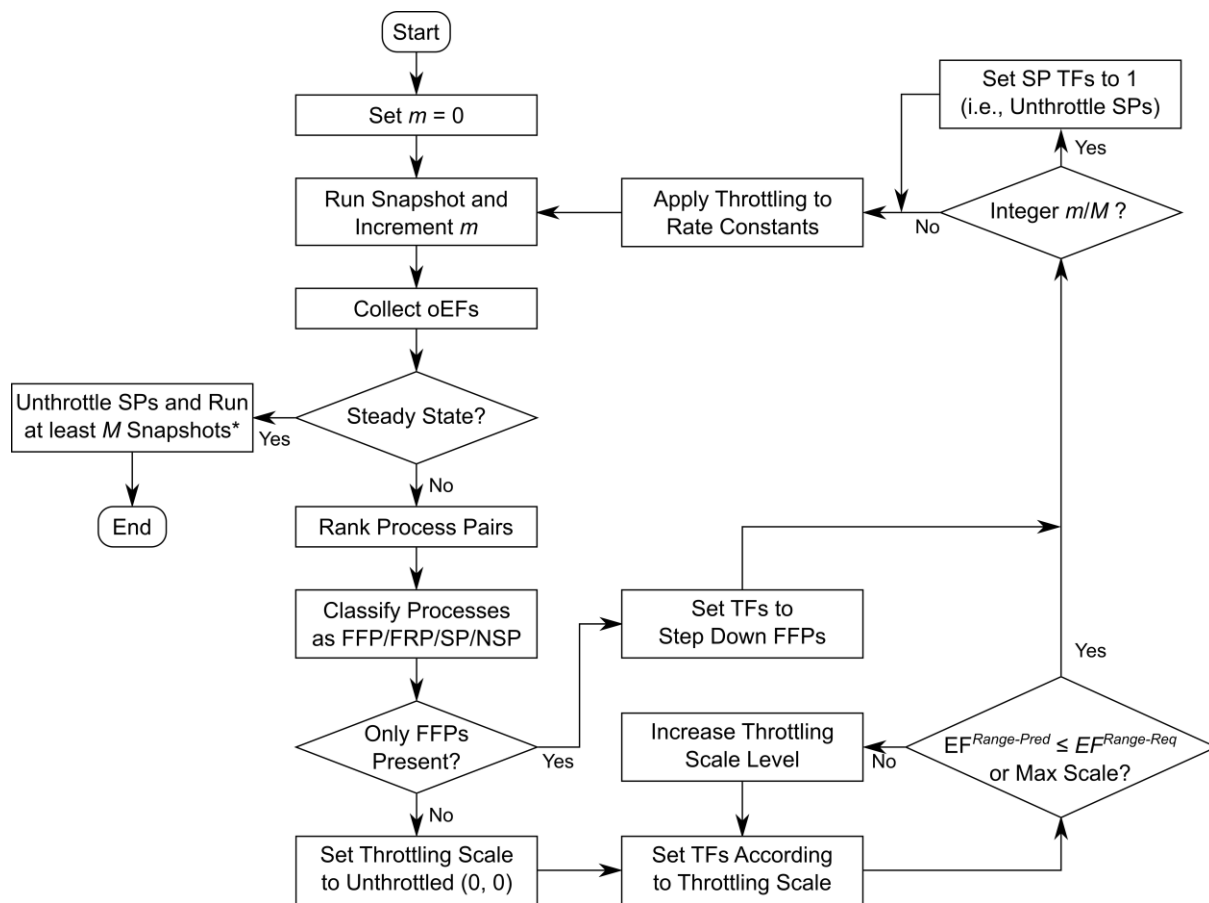 Start
Set m = 0
Run Snapshot and
Increment m
Collect oEFs
Steady State?
Yes
Unthrottle SPs and Run
at least M Snapshots*
End
No
Rank Process Pairs
Classify Processes
as FFP/FRP/SP/NSP
Only FFPs
Present?
Yes
Set TFs to
Step Down FFPs
No
Set Throttling Scale
to Unthrottled (0, 0)
Set TFs According
to Throttling Scale
Increase Throttling
Scale Level
No
EF^Range-Pred ≤ EF^Range-Req
or Max Scale?
Yes
Integer m/M ?
Yes
Set SP TFs to 1
(i.e., Unthrottle SPs)
No
Apply Throttling to
Rate Constants